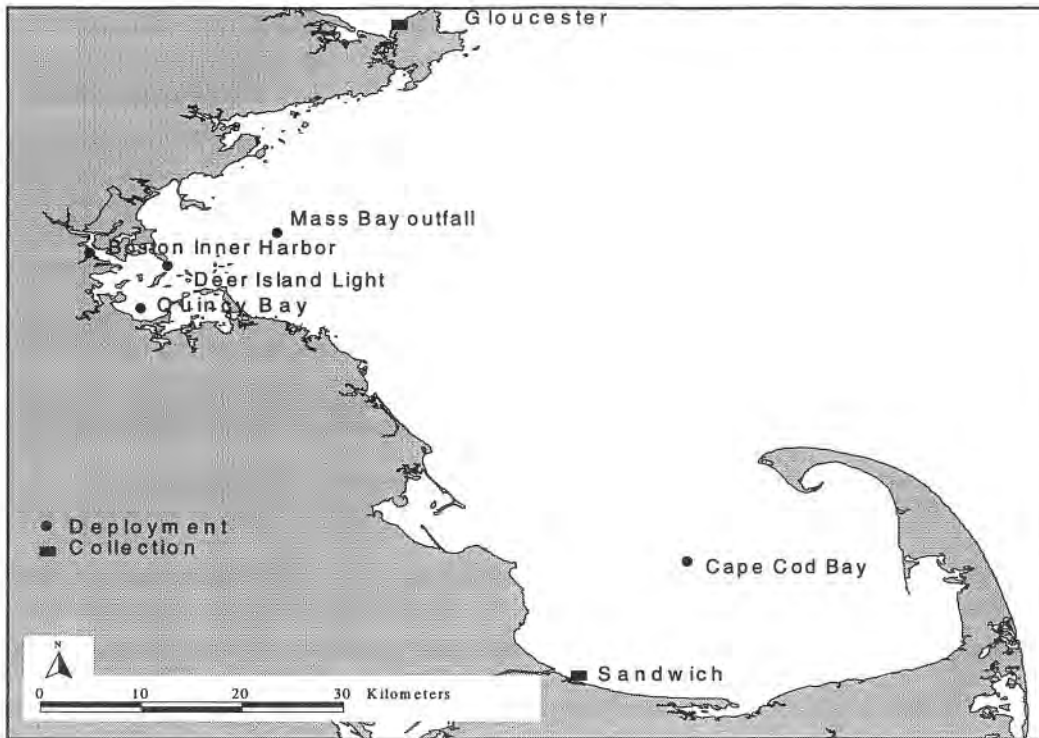 Gloucester
Mass Bay outfall
Boston Inner Harbor
Deer Island Light
Quincy Bay
Deployment
Collection
Cape Cod Bay
N
Sandwich
0 10 20 30 Kilometers